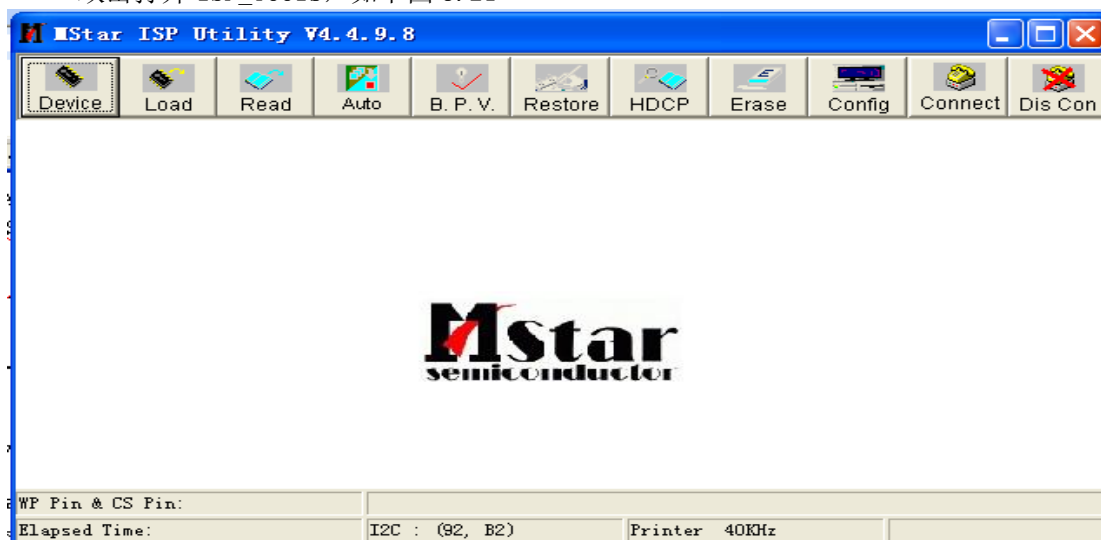 MStar ISP Utility V4.4.9.8
Device Load Read Auto B.P.V. Restore HDCP Erase Config Connect Dis Con
Mstar
semiconductor
WP Pin & CS Pin:
Elapsed Time: I2C : (92, B2) Printer 40KHz